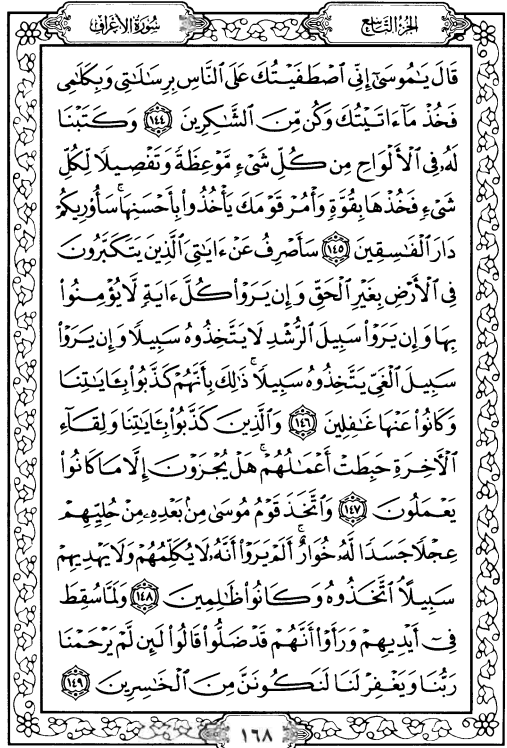 الجزء التاسع
سورة الأعراف
قَالَ يَٰمُوسَىٰٓ إِنِّي ٱصۡطَفَيۡتُكَ عَلَى ٱلنَّاسِ بِرِسَٰلَٰتِي وَبِكَلَٰمِي
فَخُذۡ مَآ ءَاتَيۡتُكَ وَكُن مِّنَ ٱلشَّٰكِرِينَ ١٤٤ وَكَتَبۡنَا
لَهُۥ فِي ٱلۡأَلۡوَاحِ مِن كُلِّ شَيۡءٖ مَّوۡعِظَةٗ وَتَفۡصِيلٗا لِّكُلِّ
شَيۡءٖ فَخُذۡهَا بِقُوَّةٖ وَأۡمُرۡ قَوۡمَكَ يَأۡخُذُواْ بِأَحۡسَنِهَاۚ سَأُوْرِيكُمۡ
دَارَ ٱلۡفَٰسِقِينَ ١٤٥ سَأَصۡرِفُ عَنۡ ءَايَٰتِيَ ٱلَّذِينَ يَتَكَبَّرُونَ
فِي ٱلۡأَرۡضِ بِغَيۡرِ ٱلۡحَقِّ وَإِن يَرَوۡاْ كُلَّ ءَايَةٖ لَّا يُؤۡمِنُواْ
بِهَا وَإِن يَرَوۡاْ سَبِيلَ ٱلرُّشۡدِ لَا يَتَّخِذُوهُ سَبِيلٗا وَإِن يَرَوۡاْ
سَبِيلَ ٱلۡغَيِّ يَتَّخِذُوهُ سَبِيلٗاۚ ذَٰلِكَ بِأَنَّهُمۡ كَذَّبُواْ بِـَٔايَٰتِنَا
وَكَانُواْ عَنۡهَا غَٰفِلِينَ ١٤٦ وَٱلَّذِينَ كَذَّبُواْ بِـَٔايَٰتِنَا وَلِقَآءِ
ٱلۡأٓخِرَةِ حَبِطَتۡ أَعۡمَٰلُهُمۡۚ هَلۡ يُجۡزَوۡنَ إِلَّا مَا كَانُواْ
يَعۡمَلُونَ ١٤٧ وَٱتَّخَذَ قَوۡمُ مُوسَىٰ مِنۢ بَعۡدِهِۦ مِنۡ حُلِيِّهِمۡ
عِجۡلٗا جَسَدٗا لَّهُۥ خُوَارٌۚ أَلَمۡ يَرَوۡاْ أَنَّهُۥ لَا يُكَلِّمُهُمۡ وَلَا يَهۡدِيهِمۡ
سَبِيلًاۘ ٱتَّخَذُوهُ وَكَانُواْ ظَٰلِمِينَ ١٤٨ وَلَمَّا سُقِطَ
فِيٓ أَيۡدِيهِمۡ وَرَأَوۡاْ أَنَّهُمۡ قَدۡ ضَلُّواْ قَالُواْ لَئِن لَّمۡ يَرۡحَمۡنَا
رَبُّنَا وَيَغۡفِرۡ لَنَا لَنَكُونَنَّ مِنَ ٱلۡخَٰسِرِينَ ١٤٩
١٦٨